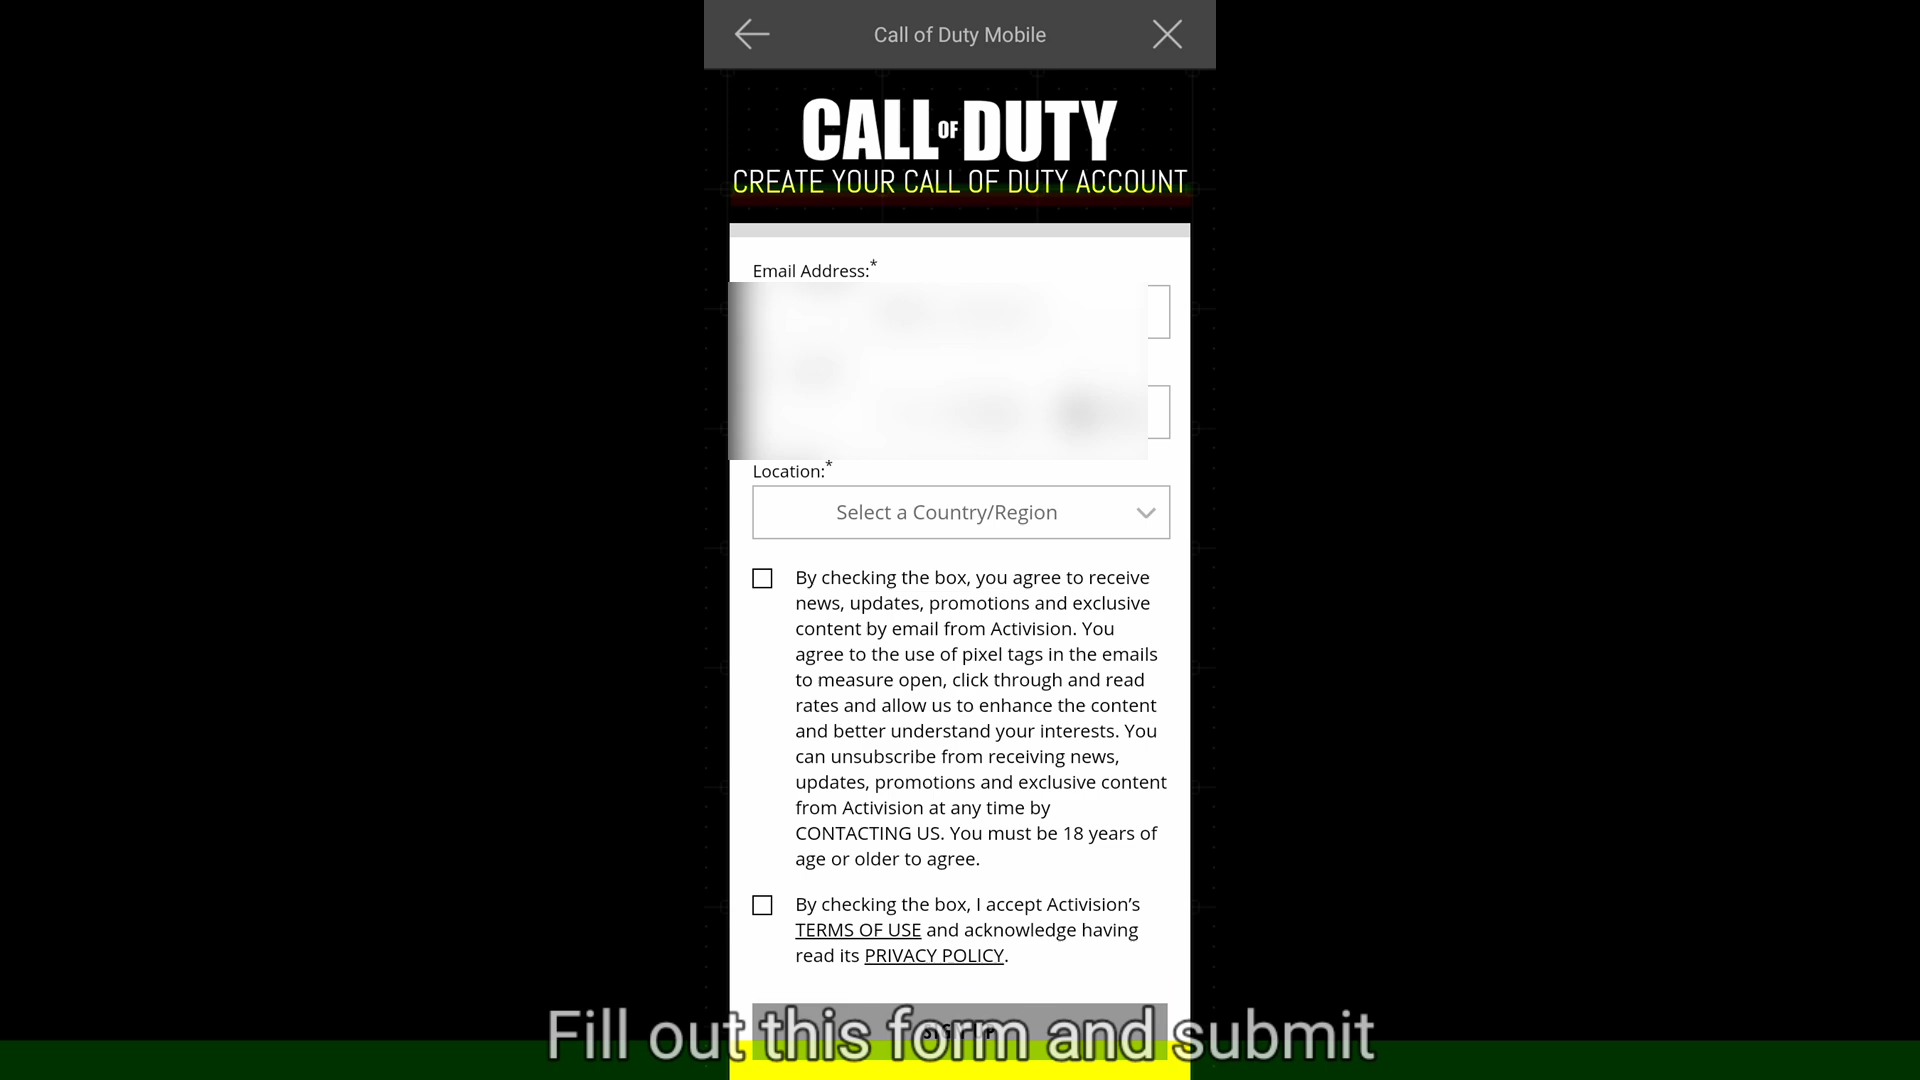 Call of Duty Mobile
CALL OF DUTY
CREATE YOUR CALL OF DUTY ACCOUNT
Email Address:*
Location:*
Select a Country/Region
By checking the box, you agree to receive
news, updates, promotions and exclusive
content by email from Activision. You
agree to the use of pixel tags in the emails
to measure open, click through and read
rates and allow us to enhance the content
and better understand your interests. You
can unsubscribe from receiving news,
updates, promotions and exclusive content
from Activision at any time by
CONTACTING US. You must be 18 years of
age or older to agree.
By checking the box, I accept Activision’s
TERMS OF USE and acknowledge having
read its PRIVACY POLICY.
SIGN UP
Fill out this form and submit